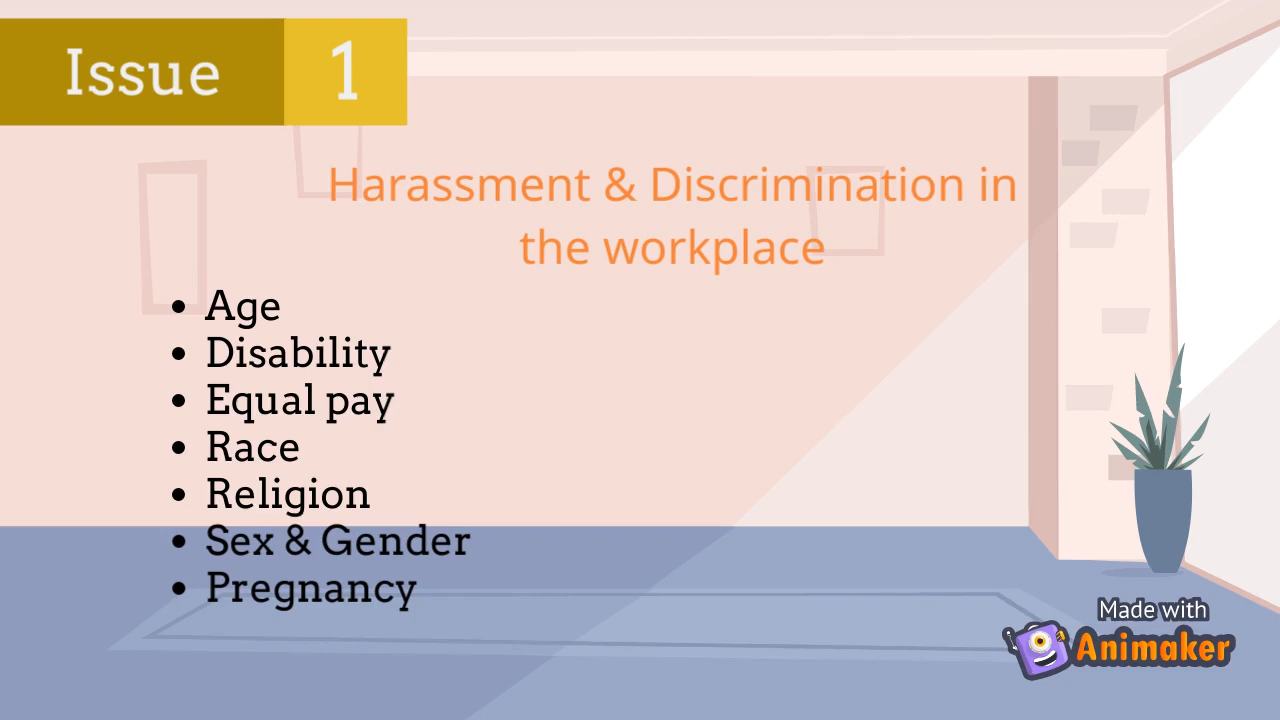 Issue 1
Harassment & Discrimination in
the workplace
• Age
• Disability
• Equal pay
• Race
• Religion
• Sex & Gender
• Pregnancy
Made with
Animaker